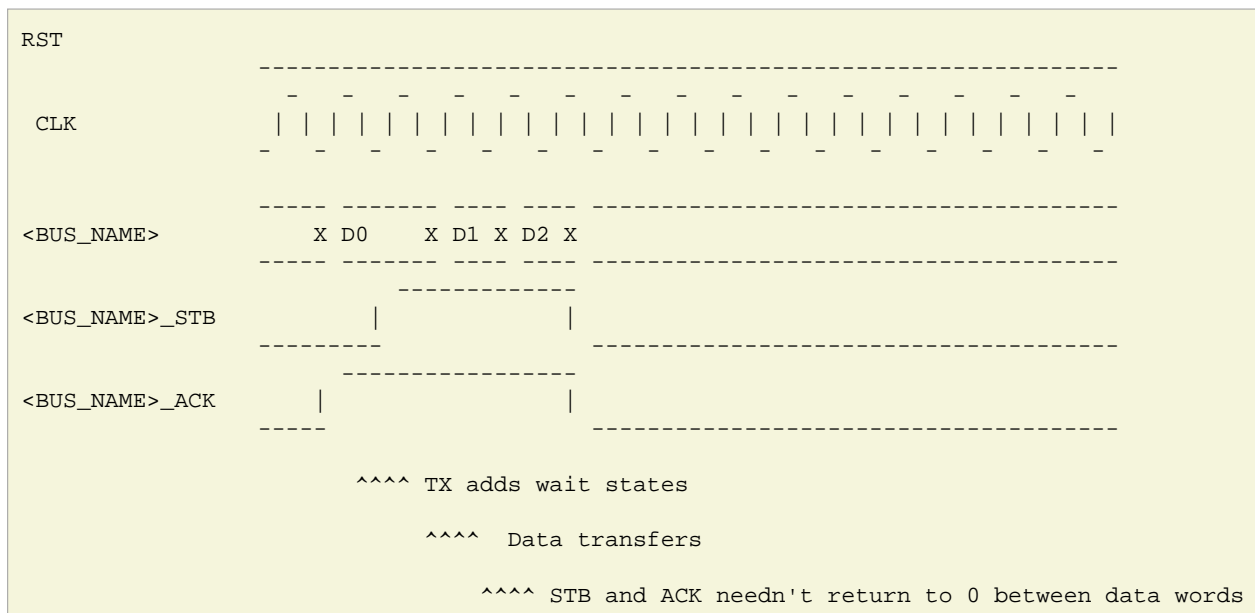 RST
--------------------------------------------------------------
- - - - - - - - - - - - - - -
CLK | | | | | | | | | | | | | | | | | | | | | | | | | | | | | | |
- - - - - - - - - - - - - - - -
----- ------- ---- ---- --------------------------------------
<BUS_NAME> X D0 X D1 X D2 X
----- ------- ---- ---- --------------------------------------
-------------
<BUS_NAME>_STB | |
--------- --------------------------------------
-----------------
<BUS_NAME>_ACK | |
----- --------------------------------------
^^^^ TX adds wait states
^^^^ Data transfers
^^^^ STB and ACK needn't return to 0 between data words